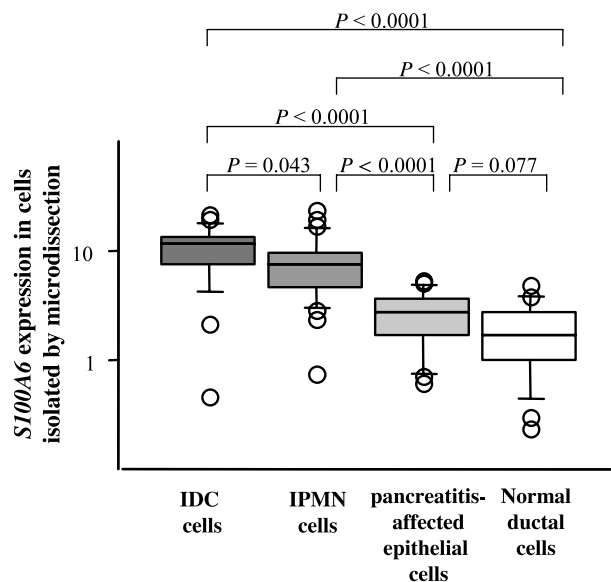 P < 0.0001
P < 0.0001
P < 0.0001
P = 0.043
P < 0.0001
P = 0.077
S100A6 expression in cells
isolated by microdissection
10
1
IDC
cells
IPMN
cells
pancreatitis-
affected
epithelial
cells
Normal
ductal
cells